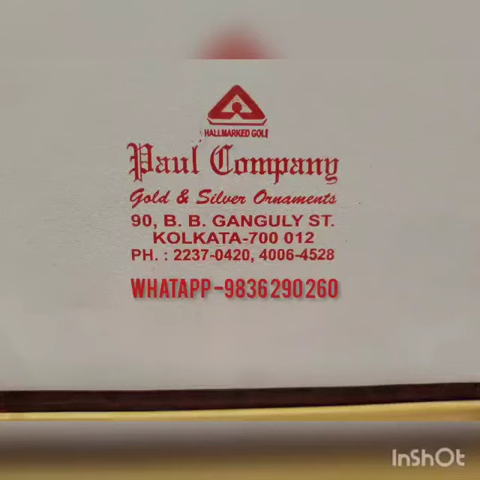 HALLMARKED GOLD
Paul Company
Gold & Silver Ornaments
90, B. B. GANGULY ST.
KOLKATA-700 012
PH. : 2237-0420, 4006-4528
WHATAPP-9836290260
InShOt